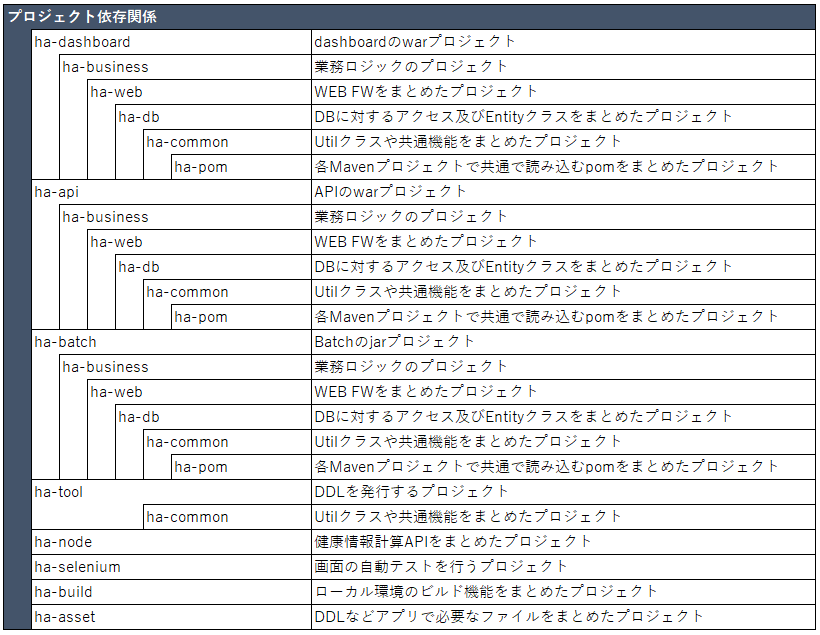 プロジェクト依存関係
ha-dashboard dashboardのwarプロジェクト
ha-business 業務ロジックのプロジェクト
ha-web WEB FWをまとめたプロジェクト
ha-db DBに対するアクセス及びEntityクラスをまとめたプロジェクト
ha-common Utilクラスや共通機能をまとめたプロジェクト
ha-pom 各Mavenプロジェクトで共通で読み込むpomをまとめたプロジェクト
ha-api APIのwarプロジェクト
ha-business 業務ロジックのプロジェクト
ha-web WEB FWをまとめたプロジェクト
ha-db DBに対するアクセス及びEntityクラスをまとめたプロジェクト
ha-common Utilクラスや共通機能をまとめたプロジェクト
ha-pom 各Mavenプロジェクトで共通で読み込むpomをまとめたプロジェクト
ha-batch Batchのjarプロジェクト
ha-business 業務ロジックのプロジェクト
ha-web WEB FWをまとめたプロジェクト
ha-db DBに対するアクセス及びEntityクラスをまとめたプロジェクト
ha-common Utilクラスや共通機能をまとめたプロジェクト
ha-pom 各Mavenプロジェクトで共通で読み込むpomをまとめたプロジェクト
ha-tool DDLを発行するプロジェクト
ha-common Utilクラスや共通機能をまとめたプロジェクト
ha-node 健康情報計算APIをまとめたプロジェクト
ha-selenium 画面の自動テストを行うプロジェクト
ha-build ローカル環境のビルド機能をまとめたプロジェクト
ha-asset DDLなどアプリで必要なファイルをまとめたプロジェクト